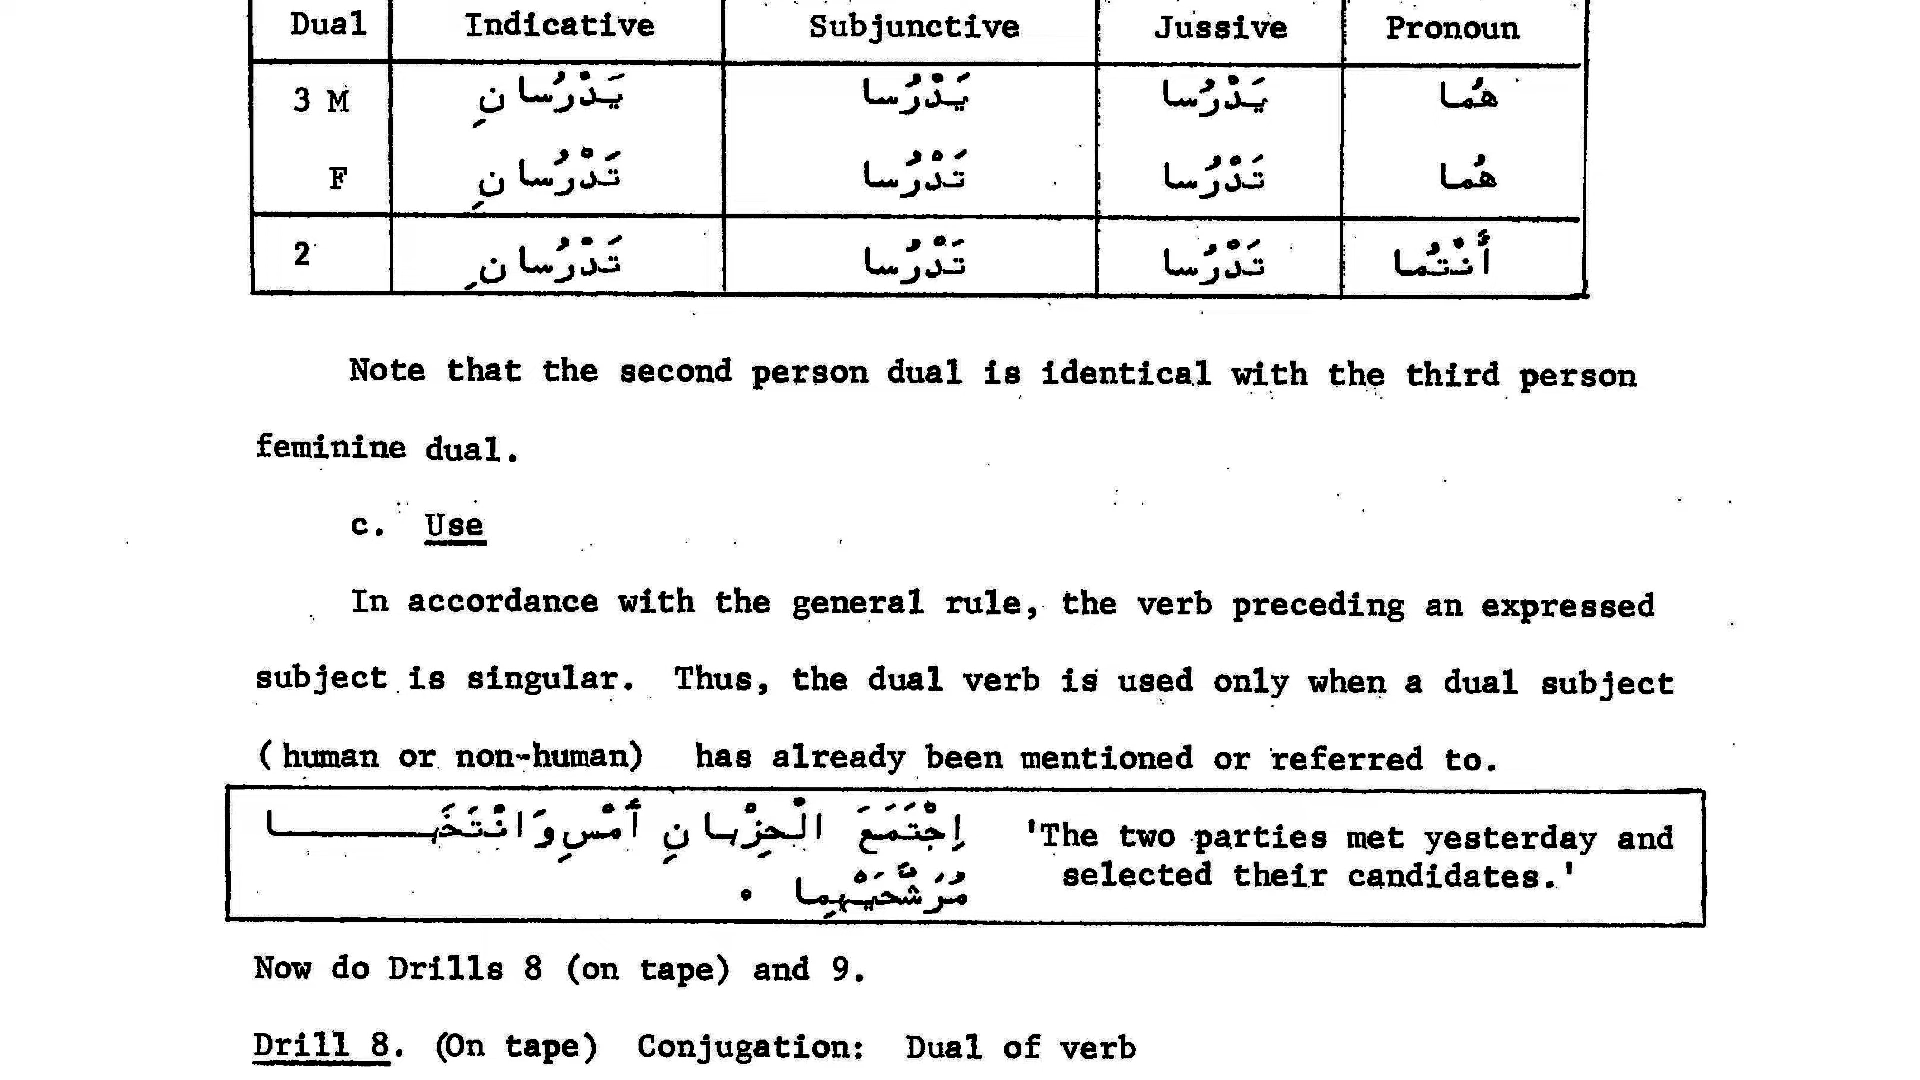 Dual Indicative Subjunctive Jussive Pronoun
3 M يَدْرُسانِ يَدْرُسا يَدْرُسا هُما
F تَدْرُسانِ تَدْرُسا تَدْرُسا هُما
2 تَدْرُسانِ تَدْرُسا تَدْرُسا أَنْتُما
Note that the second person dual is identical with the third person
feminine dual.
c. Use
In accordance with the general rule, the verb preceding an expressed
subject is singular. Thus, the dual verb is used only when a dual subject
(human or non-human) has already been mentioned or referred to.
اِجْتَمَعَ الْحِزْبانِ أَمْسِ وَانْتَخَبــــــا 'The two parties met yesterday and
مُرَشَّحَيْهِما . selected their candidates.'
Now do Drills 8 (on tape) and 9.
Drill 8. (On tape) Conjugation: Dual of verb